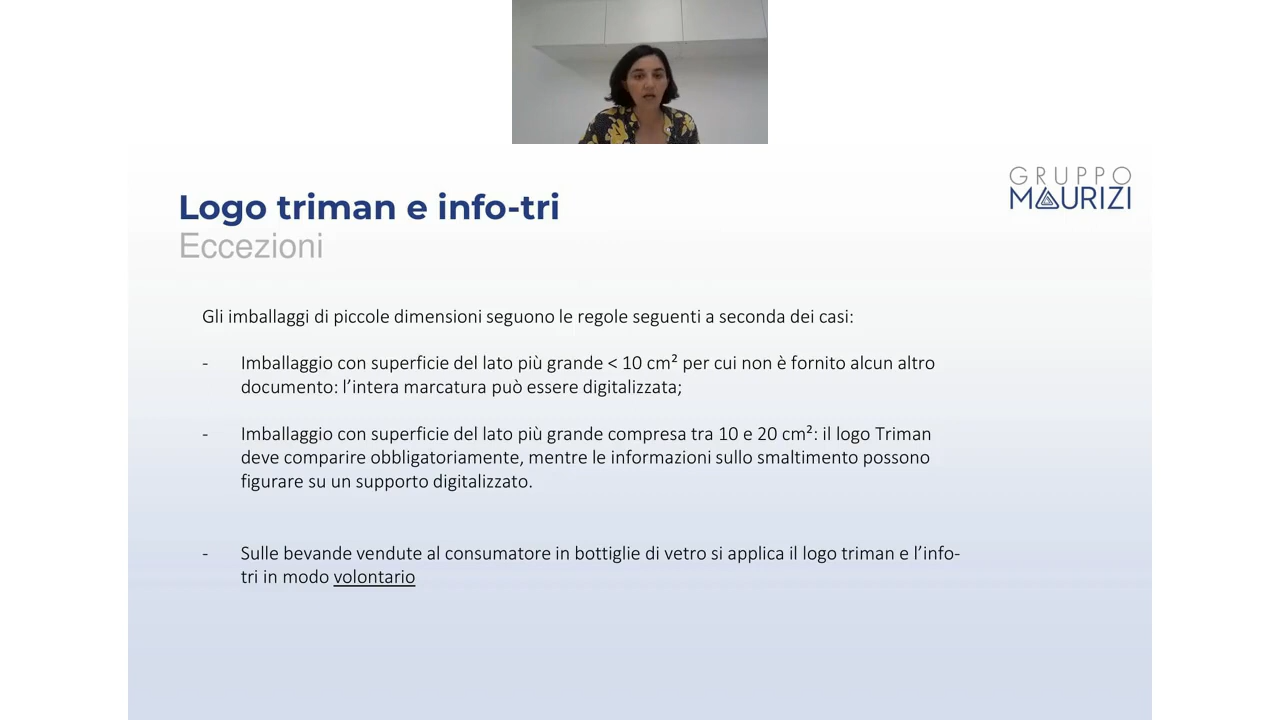 GRUPPO
MAURIZI
Logo triman e info-tri
Eccezioni
Gli imballaggi di piccole dimensioni seguono le regole seguenti a seconda dei casi:
- Imballaggio con superficie del lato più grande < 10 cm² per cui non è fornito alcun altro
documento: l’intera marcatura può essere digitalizzata;
- Imballaggio con superficie del lato più grande compresa tra 10 e 20 cm²: il logo Triman
deve comparire obbligatoriamente, mentre le informazioni sullo smaltimento possono
figurare su un supporto digitalizzato.
- Sulle bevande vendute al consumatore in bottiglie di vetro si applica il logo triman e l’info-
tri in modo volontario